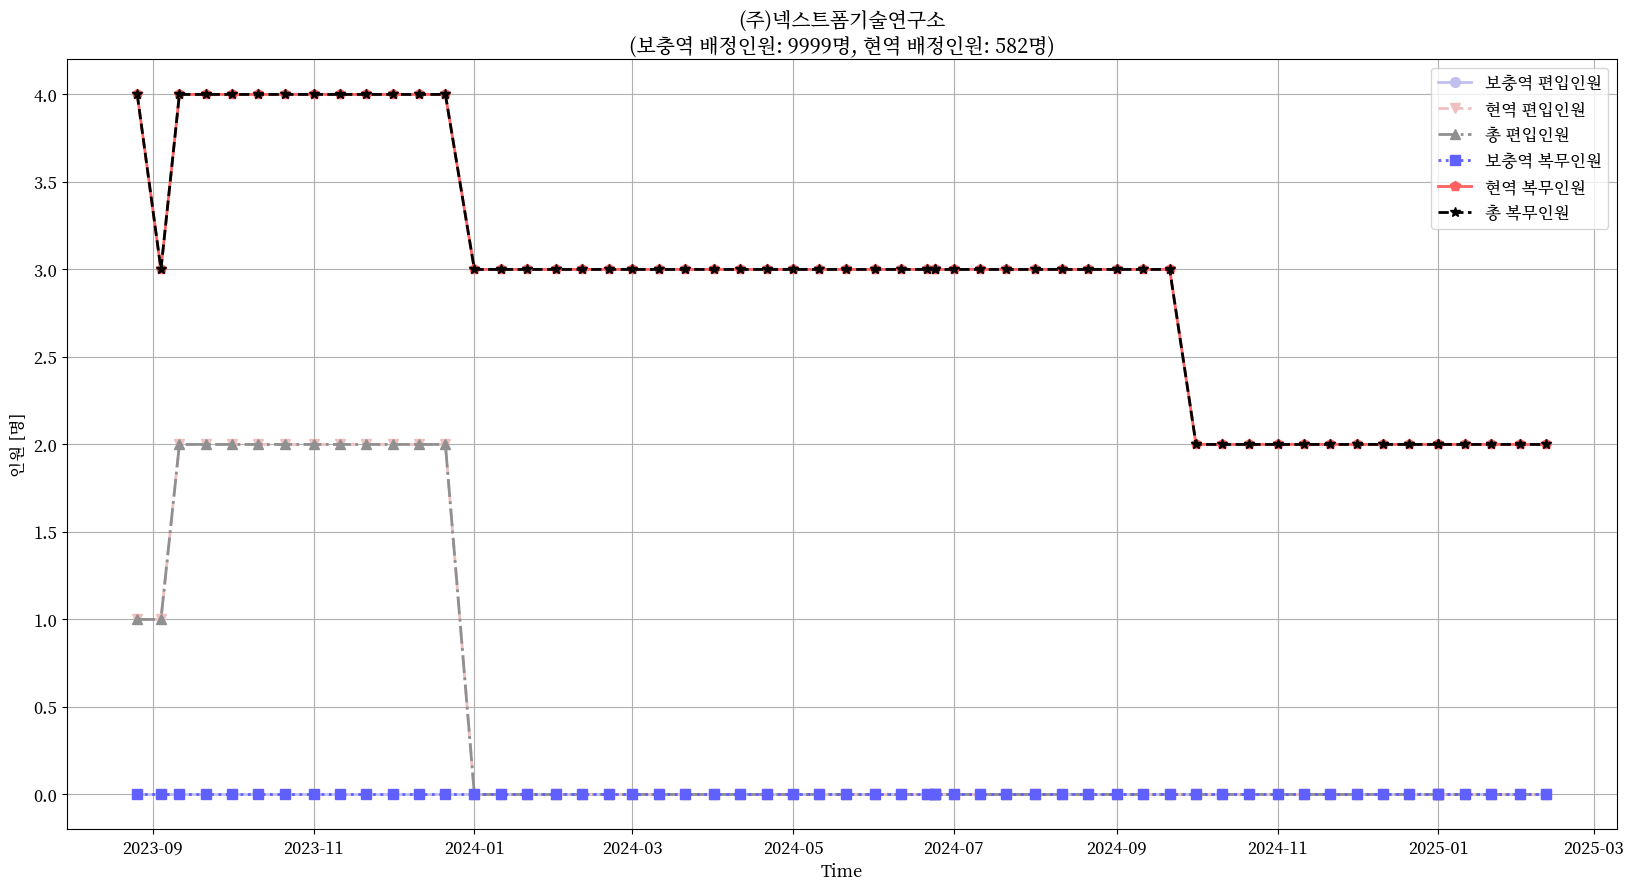 (주)넥스트폼기술연구소
(보충역 배정인원: 9999명, 현역 배정인원: 582명)
보충역 편입인원
현역 편입인원
총 편입인원
보충역 복무인원
현역 복무인원
총 복무인원
4.0
3.5
3.0
2.5
2.0
1.5
1.0
0.5
0.0
인원 [명]
2023-09 2023-11 2024-01 2024-03 2024-05 2024-07 2024-09 2024-11 2025-01 2025-03
Time